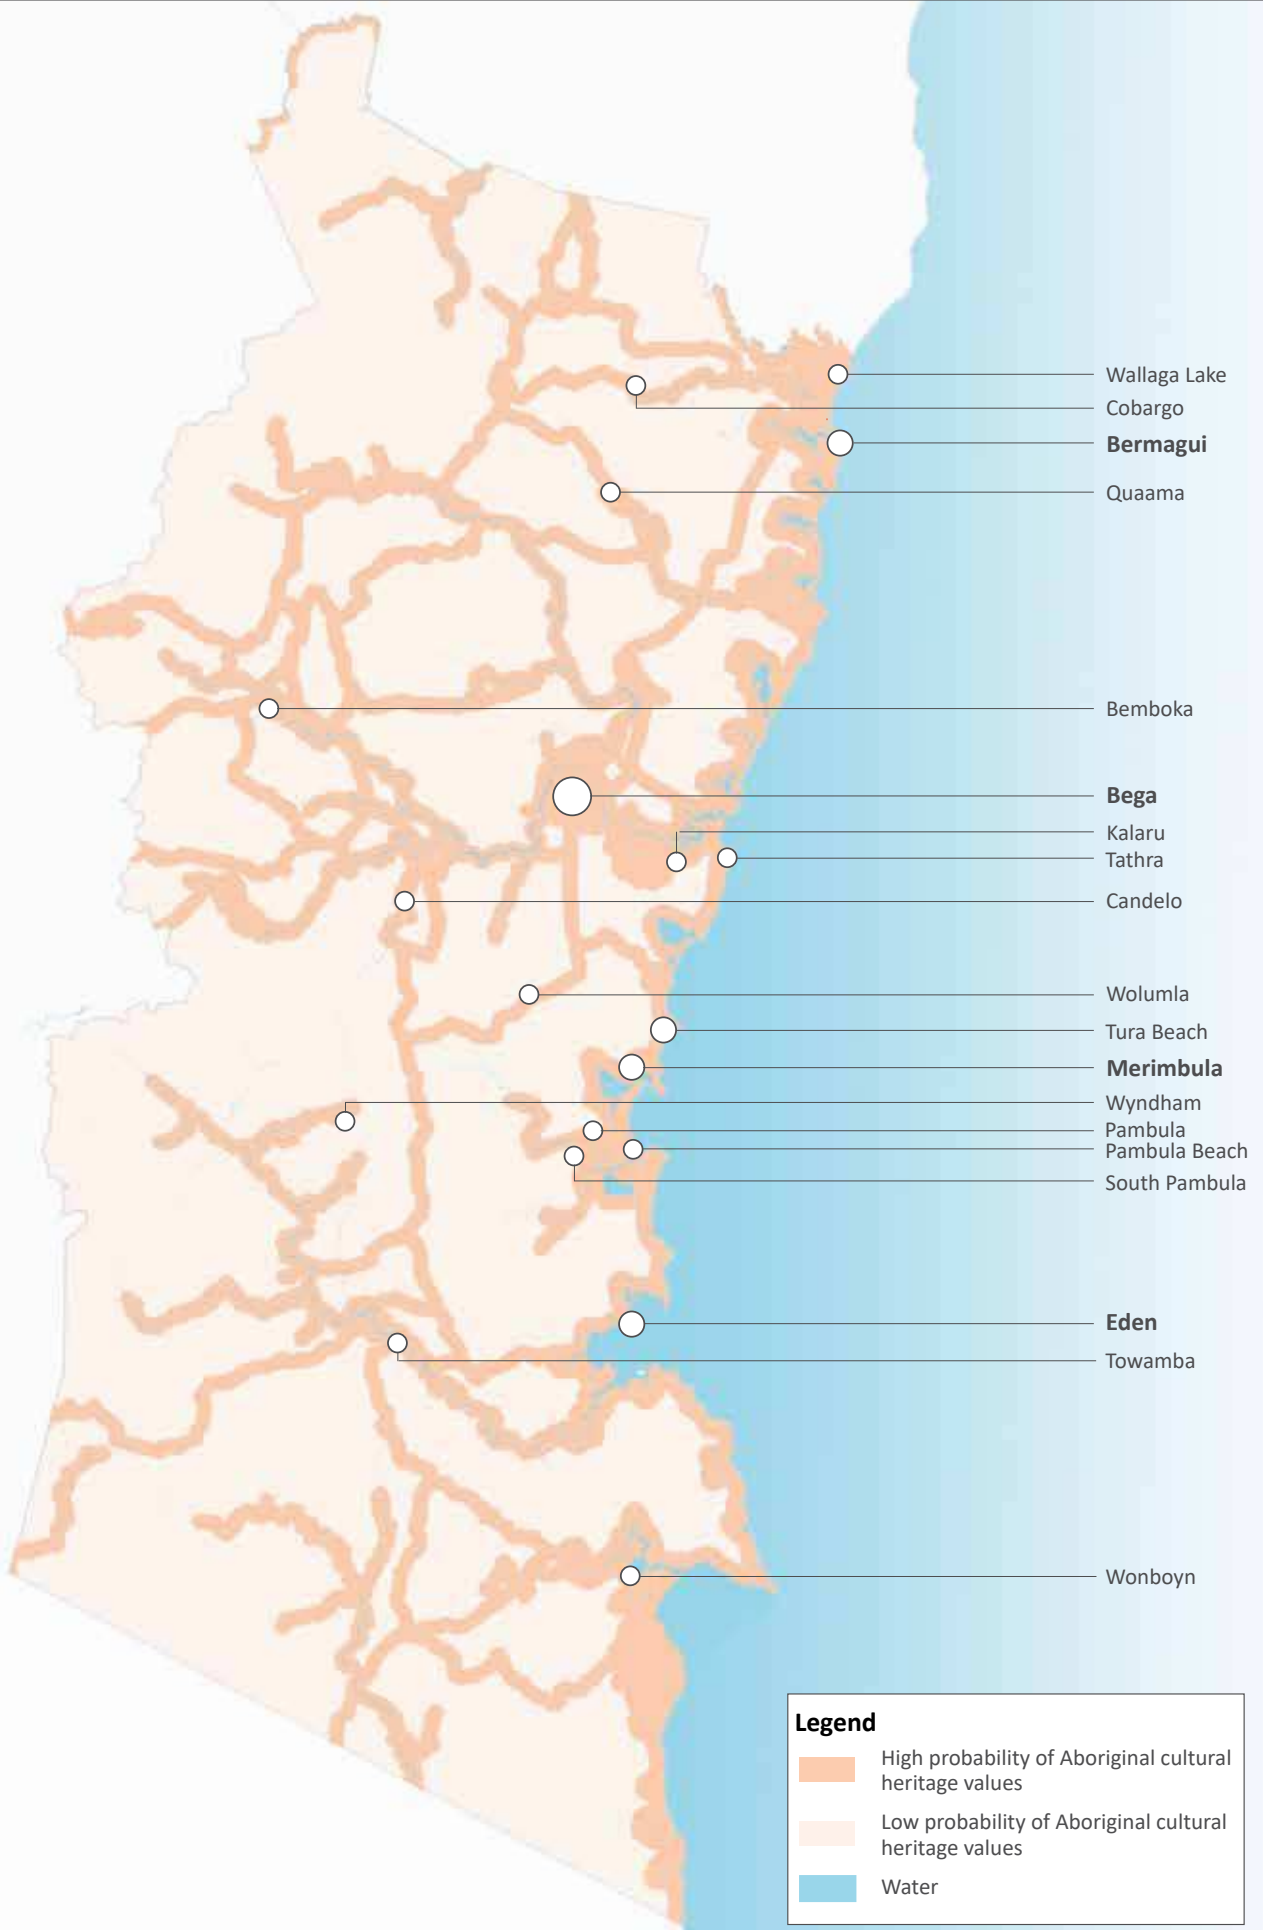 Wallaga Lake
Cobargo
Bermagui
Quaama
Bemboka
Bega
Kalaru
Tathra
Candelo
Wolumla
Tura Beach
Merimbula
Wyndham
Pambula
Pambula Beach
South Pambula
Eden
Towamba
Wonboyn
Legend
High probability of Aboriginal cultural
heritage values
Low probability of Aboriginal cultural
heritage values
Water